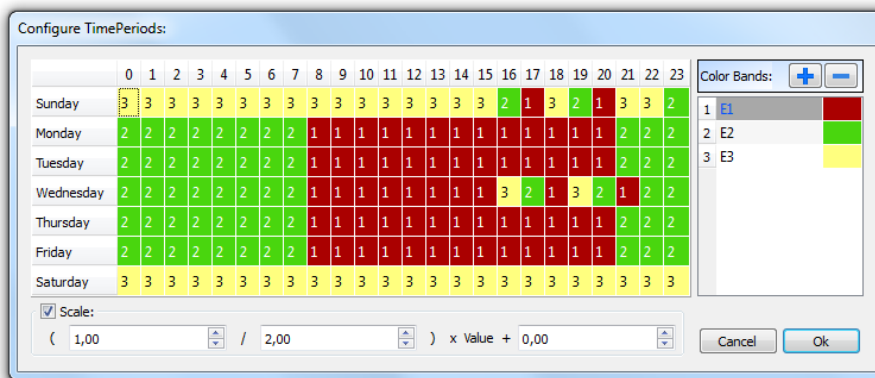 Configure TimePeriods:
0 1 2 3 4 5 6 7 8 9 10 11 12 13 14 15 16 17 18 19 20 21 22 23
Sunday 3 3 3 3 3 3 3 3 3 3 3 3 3 3 3 3 2 1 3 2 1 3 3 2
Monday 2 2 2 2 2 2 2 2 1 1 1 1 1 1 1 1 1 1 1 1 1 2 2 2
Tuesday 2 2 2 2 2 2 2 2 1 1 1 1 1 1 1 1 1 1 1 1 1 2 2 2
Wednesday 2 2 2 2 2 2 2 2 1 1 1 1 1 1 1 1 3 2 1 3 2 1 2 2
Thursday 2 2 2 2 2 2 2 2 1 1 1 1 1 1 1 1 1 1 1 1 1 2 2 2
Friday 2 2 2 2 2 2 2 2 1 1 1 1 1 1 1 1 1 1 1 1 1 2 2 2
Saturday 3 3 3 3 3 3 3 3 3 3 3 3 3 3 3 3 3 3 3 3 3 3 3 3
Color Bands:
1 E1
2 E2
3 E3
Scale:
( 1,00 / 2,00 ) x Value + 0,00
Cancel Ok